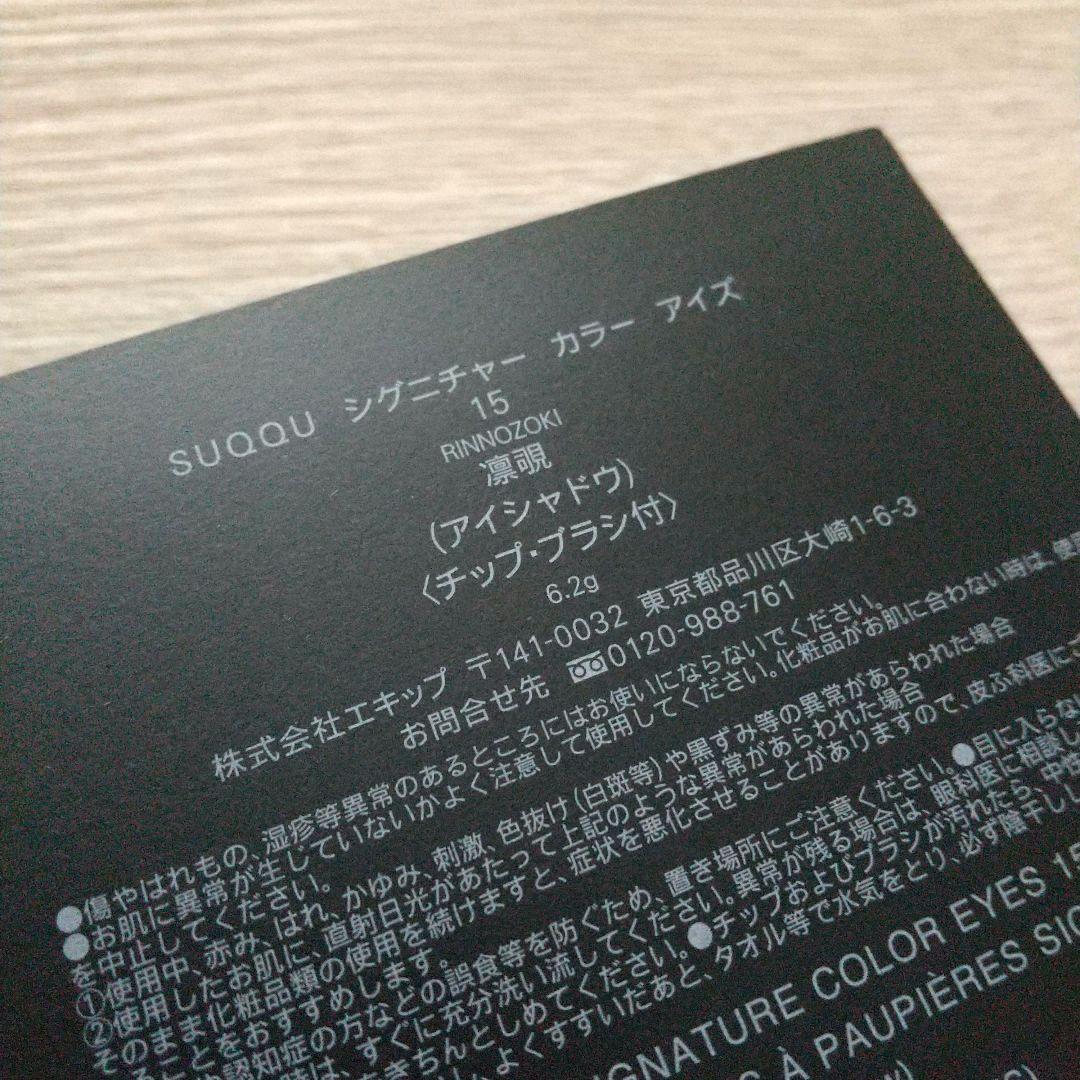 SUQQU シグニチャー カラー アイズ
15
RINNOZOKI
凛覗
(アイシャドウ)
〈チップ・ブラシ付〉
6.2g
株式会社エキップ 〒141-0032 東京都品川区大崎1-6-3
お問合せ先 0120-988-761
●傷やはれもの、湿疹等異常のあるところにはお使いにならないでください。
●お肌に異常が生じていないかよく注意して使用してください。化粧品がお肌に合わない時は、使用
を中止してください。
①使用中、赤み、はれ、かゆみ、刺激、色抜け(白斑等)や黒ずみ等の異常があらわれた場合
②使用したお肌に、直射日光があたって上記のような異常があらわれた場合
そのまま化粧品類の使用を続けますと、症状を悪化させることがありますので、皮ふ科医にご
ことをおすすめします。
や認知症の方などの誤食等を防ぐため、置き場所にご注意ください。●目に入らな
時は、すぐに充分洗い流してください。異常が残る場合は、眼科医に相談し
をきちんとしめてください。●チップおよびブラシが汚れたら、中性
よくすすいだあと、タオル等で水気をとり、必ず陰干しし
IGNATURE COLOR EYES 15
À PAUPIÈRES SIG